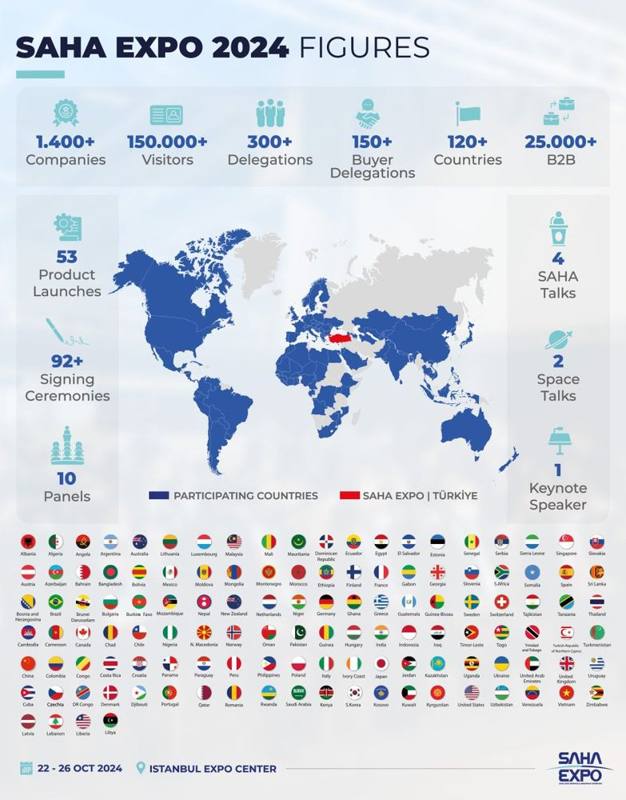 SAHA EXPO 2024 FIGURES
1.400+
Companies
150.000+
Visitors
300+
Delegations
150+
Buyer
Delegations
120+
Countries
25.000+
B2B
53
Product
Launches
92+
Signing
Ceremonies
10
Panels
4
SAHA
Talks
2
Space
Talks
1
Keynote
Speaker
PARTICIPATING COUNTRIES
SAHA EXPO | TÜRKİYE
Albania Algeria Angola Argentina Australia Lithuania Luxembourg Malaysia Mali Mauritania Dominican Republic Ecuador Egypt El Salvador Estonia Senegal Serbia Sierra Leone Singapore Slovakia
Austria Azerbaijan Bahrain Bangladesh Bolivia Mexico Moldova Mongolia Montenegro Morocco Ethiopia Finland France Gabon Georgia Slovenia S.Africa Somalia Spain Sri Lanka
Bosnia and Herzegovina Brazil Brunei Darussalam Bulgaria Burkina Faso Mozambique Nepal New Zealand Netherlands Niger Germany Ghana Greece Guatemala Guinea Bissau Sweden Switzerland Tajikistan Tanzania Thailand
Cambodia Cameroon Canada Chad Chile Nigeria N. Macedonia Norway Oman Pakistan Guinea Hungary India Indonesia Iraq Timor-Leste Togo Trinidad and Tobago Turkish Republic of Northern Cyprus Turkmenistan
China Colombia Congo Costa Rica Croatia Panama Paraguay Peru Philippines Poland Italy Ivory Coast Japan Jordan Kazakhstan Uganda Ukraine United Arab Emirates United Kingdom Uruguay
Cuba Czechia DR Congo Denmark Djibouti Portugal Qatar Romania Rwanda Saudi Arabia Kenya S.Korea Kosovo Kuwait Kyrgyzstan United States Uzbekistan Venezuela Vietnam Zimbabwe
Latvia Lebanon Liberia Libya
22 - 26 OCT 2024
ISTANBUL EXPO CENTER
SAHA
EXPO